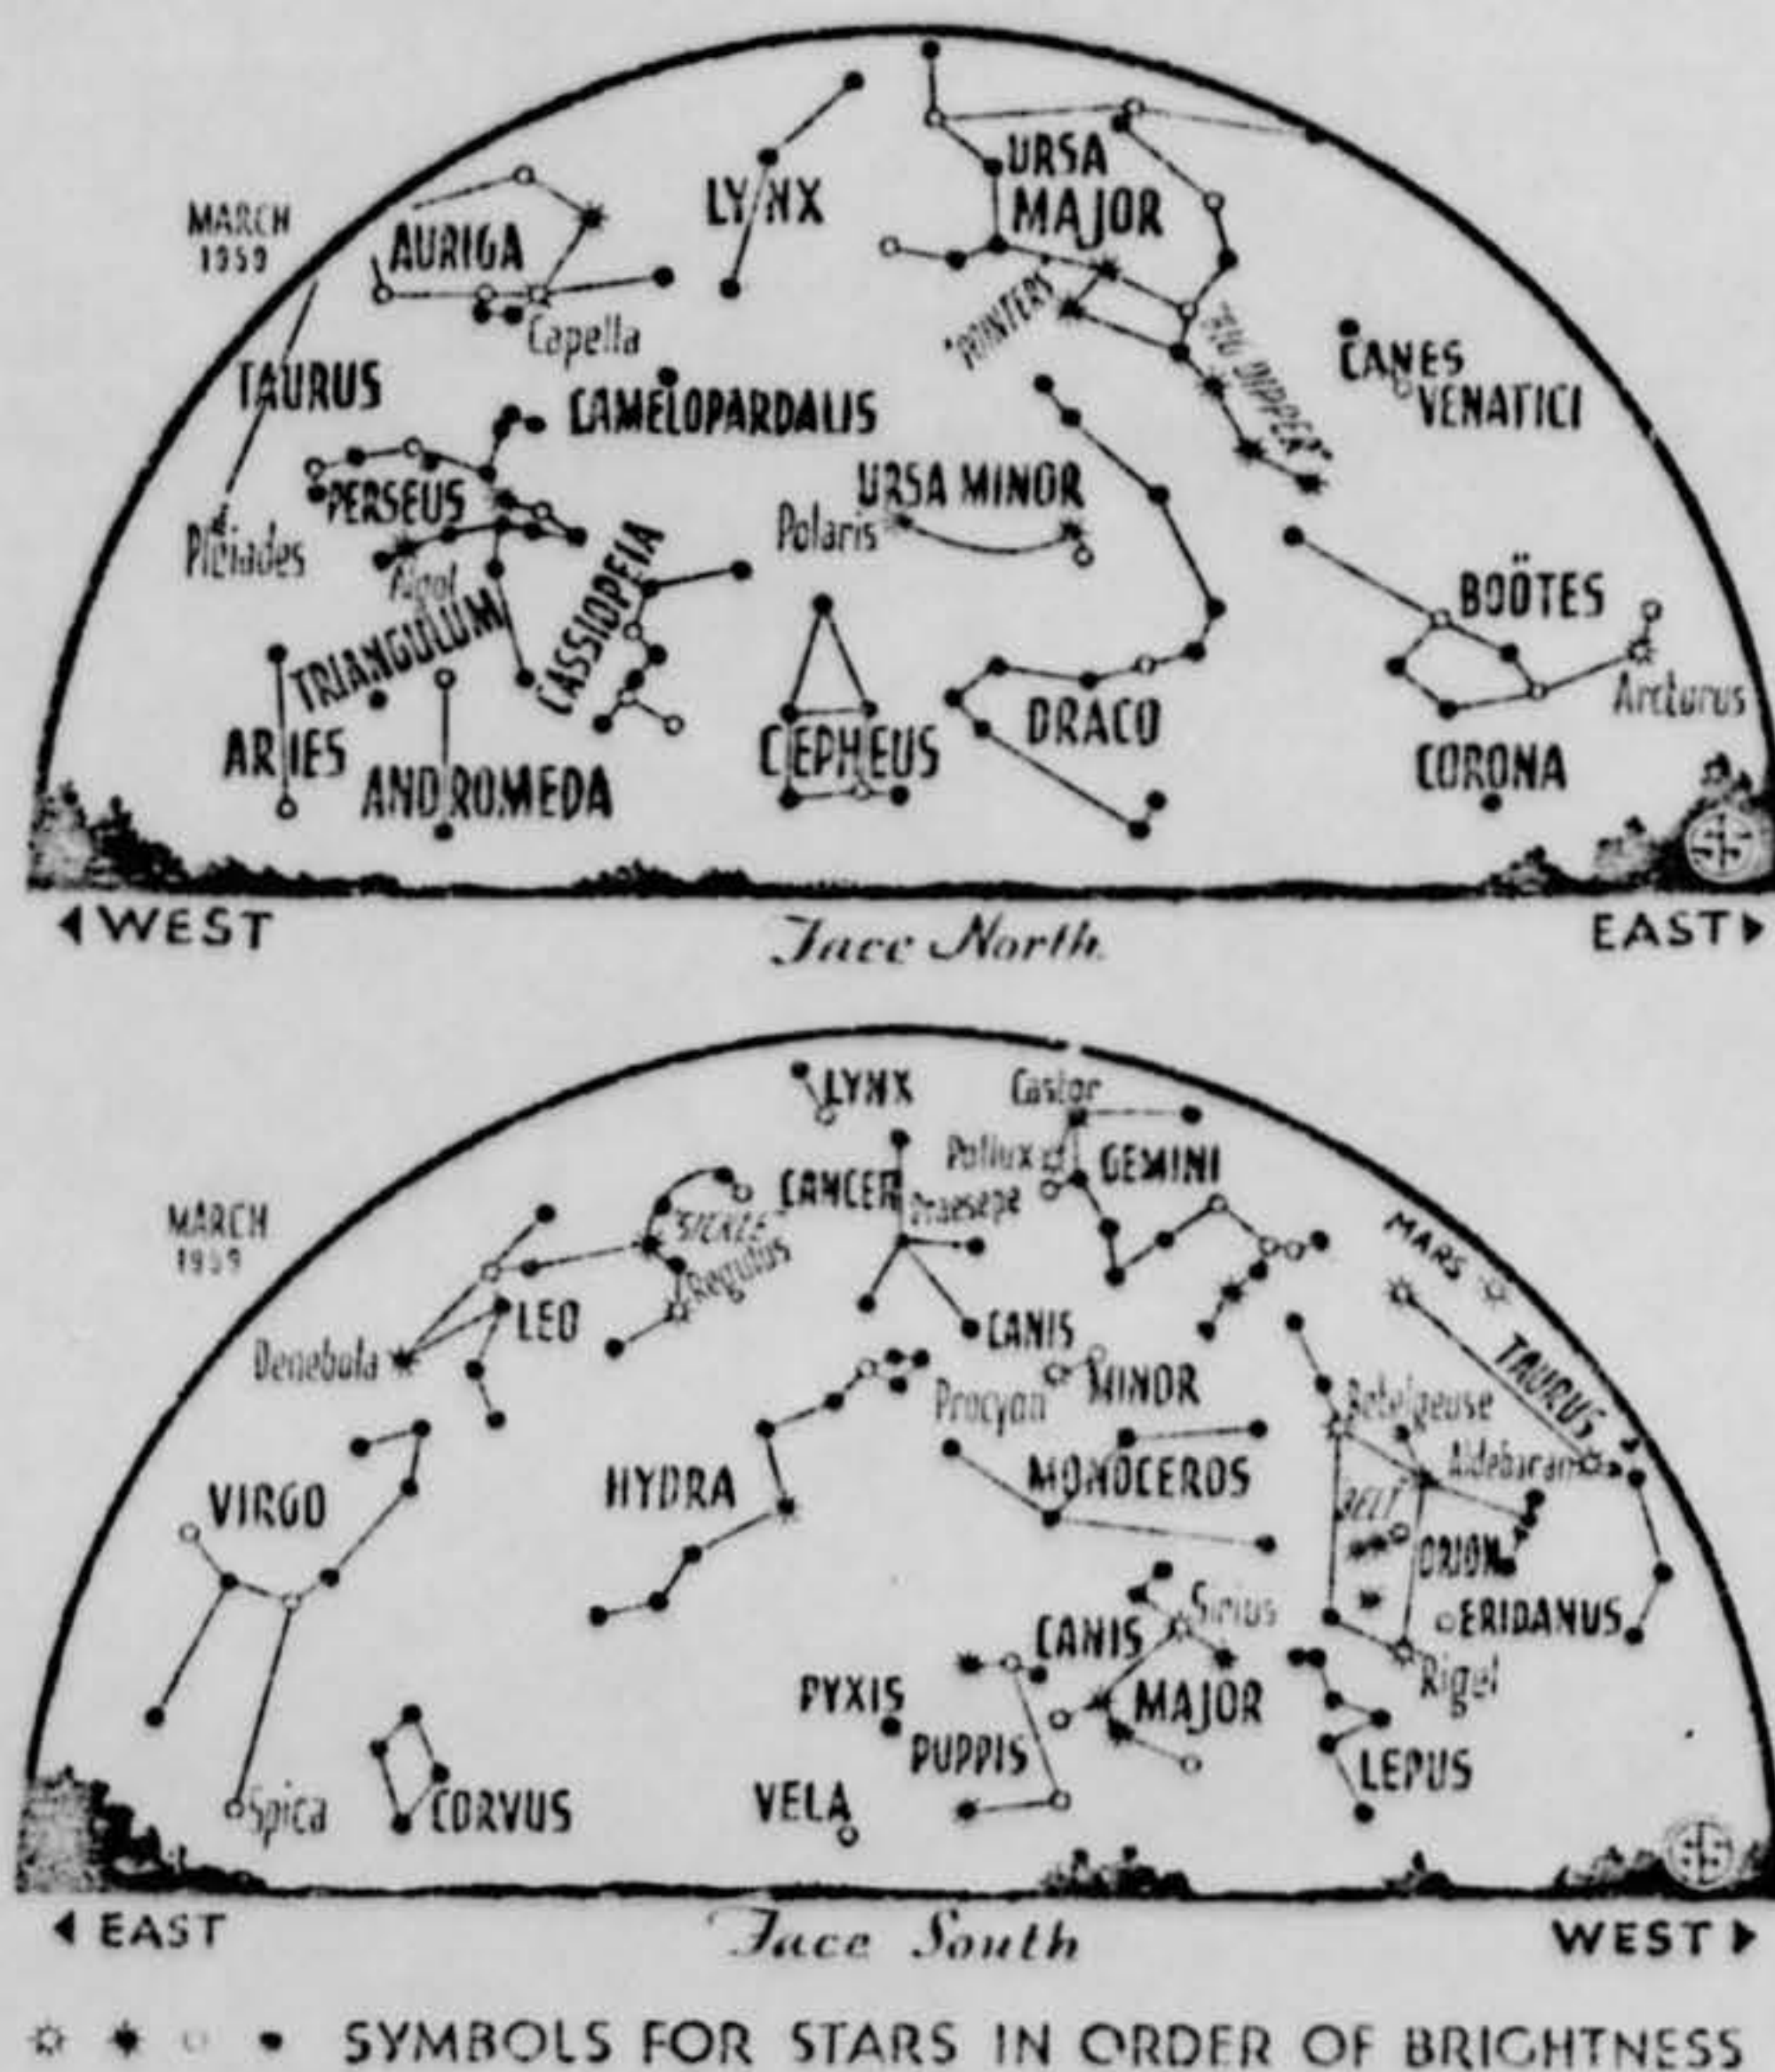 URSA
MAJOR
LYNX
MARCH
1959
AURIGA
"POINTERS"
"BIG DIPPER"
Capella
CANES
VENATICI
TAURUS
CAMELOPARDALIS
PERSEUS
URSA MINOR
Polaris
Pleiades
Algol
CASSIOPEIA
BOÖTES
TRIANGULUM
Arcturus
ARIES
ANDROMEDA
CEPHEUS
DRACO
CORONA
WEST
Face North
EAST
LYNX
Castor
Pollux
GEMINI
CANCER
Praesepe
MARCH
1959
"SICKLE"
Regulus
MARS
LEO
Denebola
CANIS
MINOR
Procyon
TAURUS
Betelgeuse
Aldebaran
VIRGO
HYDRA
MONOCEROS
BELT
ORION
Sirius
CANIS
MAJOR
ERIDANUS
Rigel
PYXIS
PUPPIS
LEPUS
Spica
CORVUS
VELA
EAST
Face South
WEST
SYMBOLS FOR STARS IN ORDER OF BRIGHTNESS